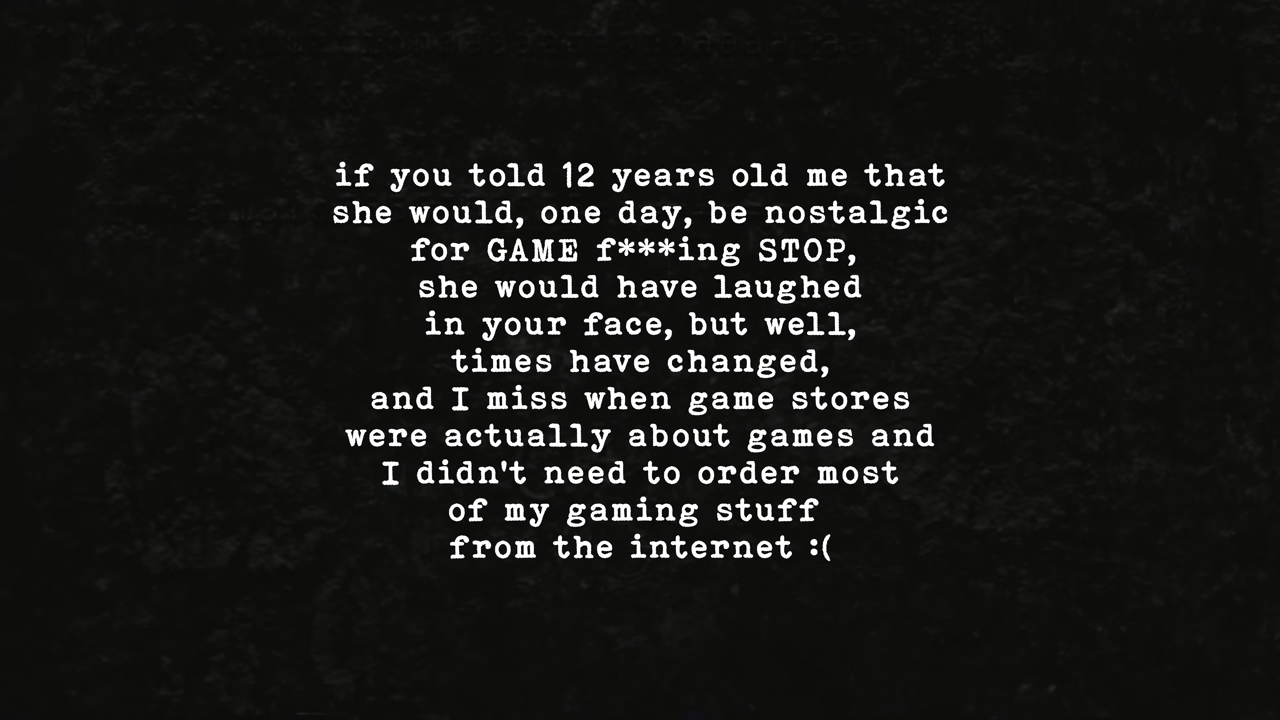 if you told 12 years old me that
she would, one day, be nostalgic
for GAME f***ing STOP,
she would have laughed
in your face, but well,
times have changed,
and I miss when game stores
were actually about games and
I didn't need to order most
of my gaming stuff
from the internet :(